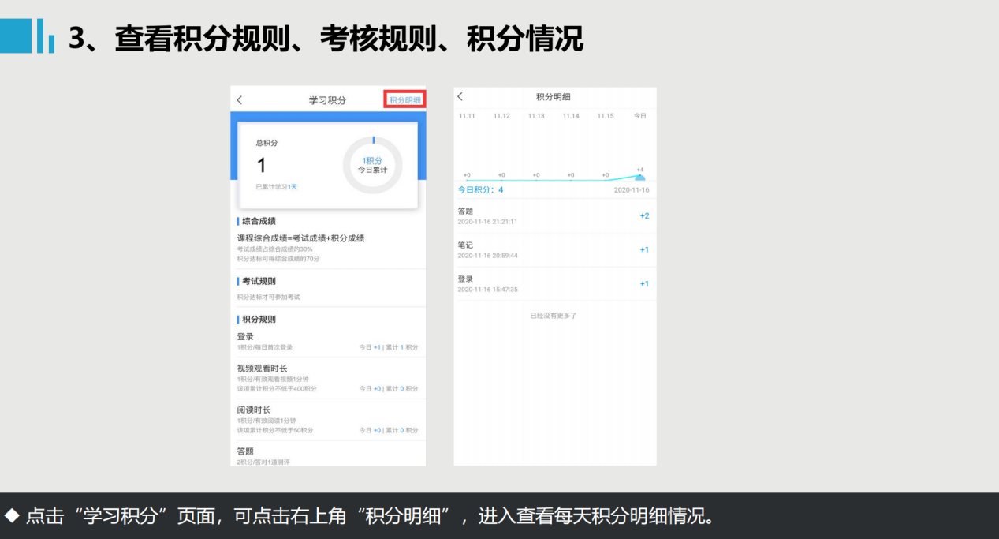 3、查看积分规则、考核规则、积分情况
学习积分
积分明细
总积分
1
已累计学习1天
1积分
今日累计
综合成绩
课程综合成绩=考试成绩+积分成绩
考试成绩占综合成绩的30%
积分达标可得综合成绩的70分
考试规则
积分达标才可参加考试
积分规则
登录
1积分/每日首次登录 今日 +1 | 累计 1 积分
视频观看时长
1积分/有效观看视频1分钟
该项累计积分不低于400积分 今日 +0 | 累计 0 积分
阅读时长
1积分/有效阅读1分钟
该项累计积分不低于60积分 今日 +0 | 累计 0 积分
答题
2积分/答对1道测评
积分明细
11.11 11.12 11.13 11.14 11.15 今日
+0 +0 +0 +0 +0 +4
今日积分：4 2020-11-16
答题
2020-11-16 21:21:11 +2
笔记
2020-11-16 20:59:44 +1
登录
2020-11-16 15:47:35 +1
已经没有更多了
◆ 点击“学习积分”页面，可点击右上角“积分明细”，进入查看每天积分明细情况。